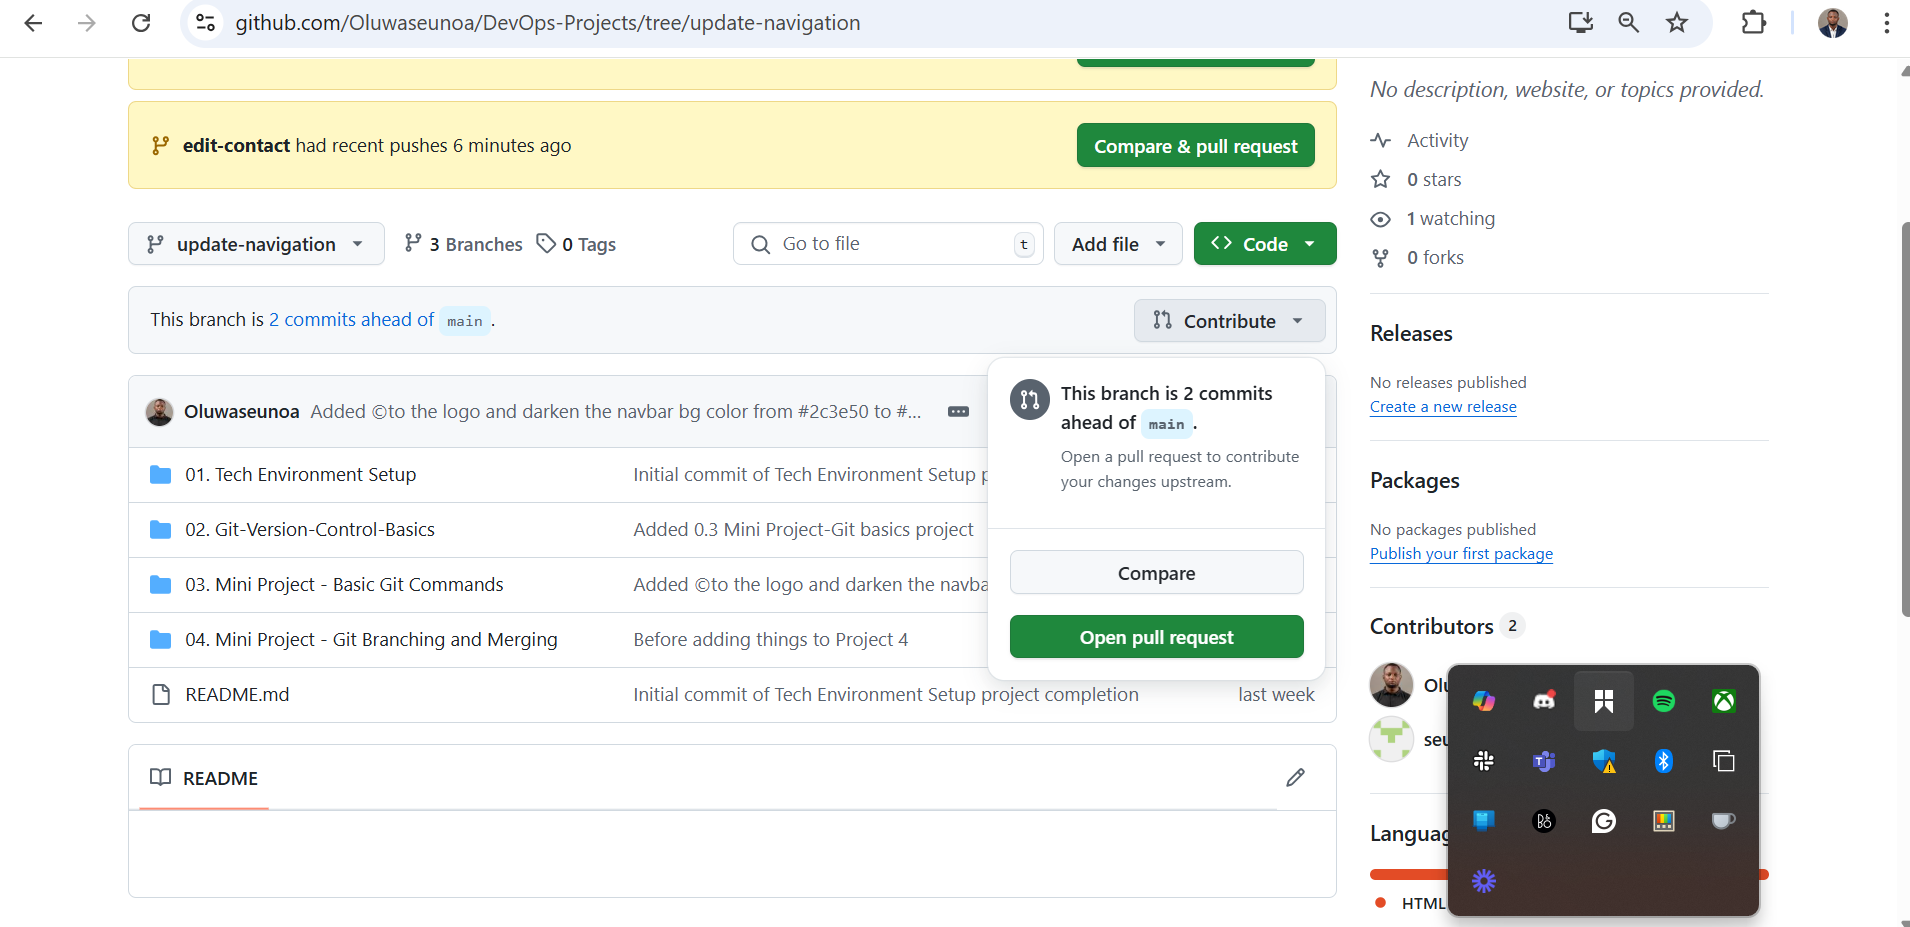 github.com/Oluwaseunoa/DevOps-Projects/tree/update-navigation
No description, website, or topics provided.
edit-contact had recent pushes 6 minutes ago
Compare & pull request
Activity
0 stars
1 watching
0 forks
update-navigation
3 Branches
0 Tags
Go to file
t
Add file
Code
This branch is 2 commits ahead of main.
Contribute
This branch is 2 commits
ahead of main.
Open a pull request to contribute
your changes upstream.
Compare
Open pull request
Oluwaseunoa Added ©to the logo and darken the navbar bg color from #2c3e50 to #...
01. Tech Environment Setup
Initial commit of Tech Environment Setup p
02. Git-Version-Control-Basics
Added 0.3 Mini Project-Git basics project
03. Mini Project - Basic Git Commands
Added ©to the logo and darken the navba
04. Mini Project - Git Branching and Merging
Before adding things to Project 4
README.md
Initial commit of Tech Environment Setup project completion
last week
README
Releases
No releases published
Create a new release
Packages
No packages published
Publish your first package
Contributors 2
Olu
seu
Languag
HTML